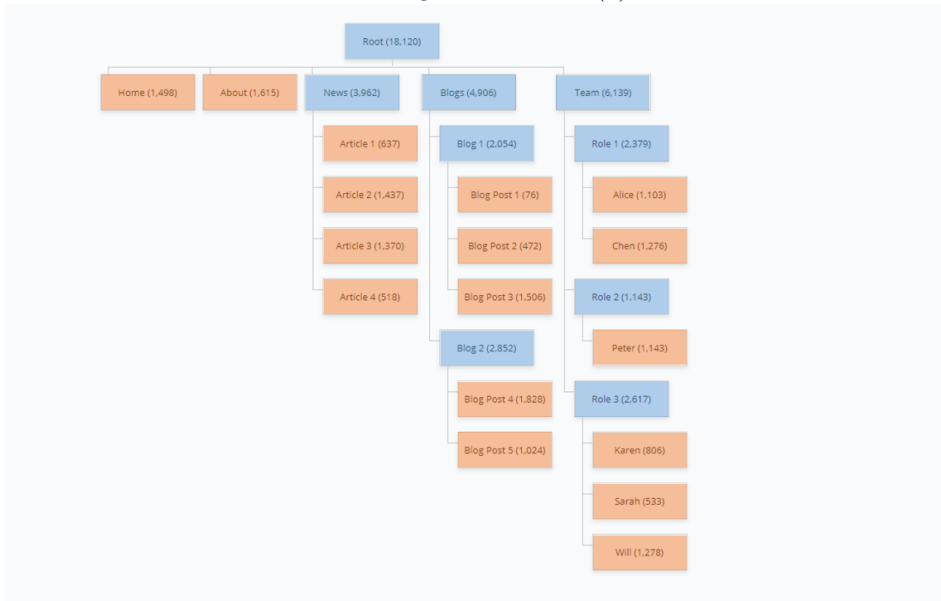 Root (18,120)
Home (1,498)
About (1,615)
News (3,962)
Blogs (4,906)
Team (6,139)
Article 1 (637)
Article 2 (1,437)
Article 3 (1,370)
Article 4 (518)
Blog 1 (2,054)
Blog Post 1 (76)
Blog Post 2 (472)
Blog Post 3 (1,506)
Blog 2 (2,852)
Blog Post 4 (1,828)
Blog Post 5 (1,024)
Role 1 (2,379)
Alice (1,103)
Chen (1,276)
Role 2 (1,143)
Peter (1,143)
Role 3 (2,617)
Karen (806)
Sarah (533)
Will (1,278)